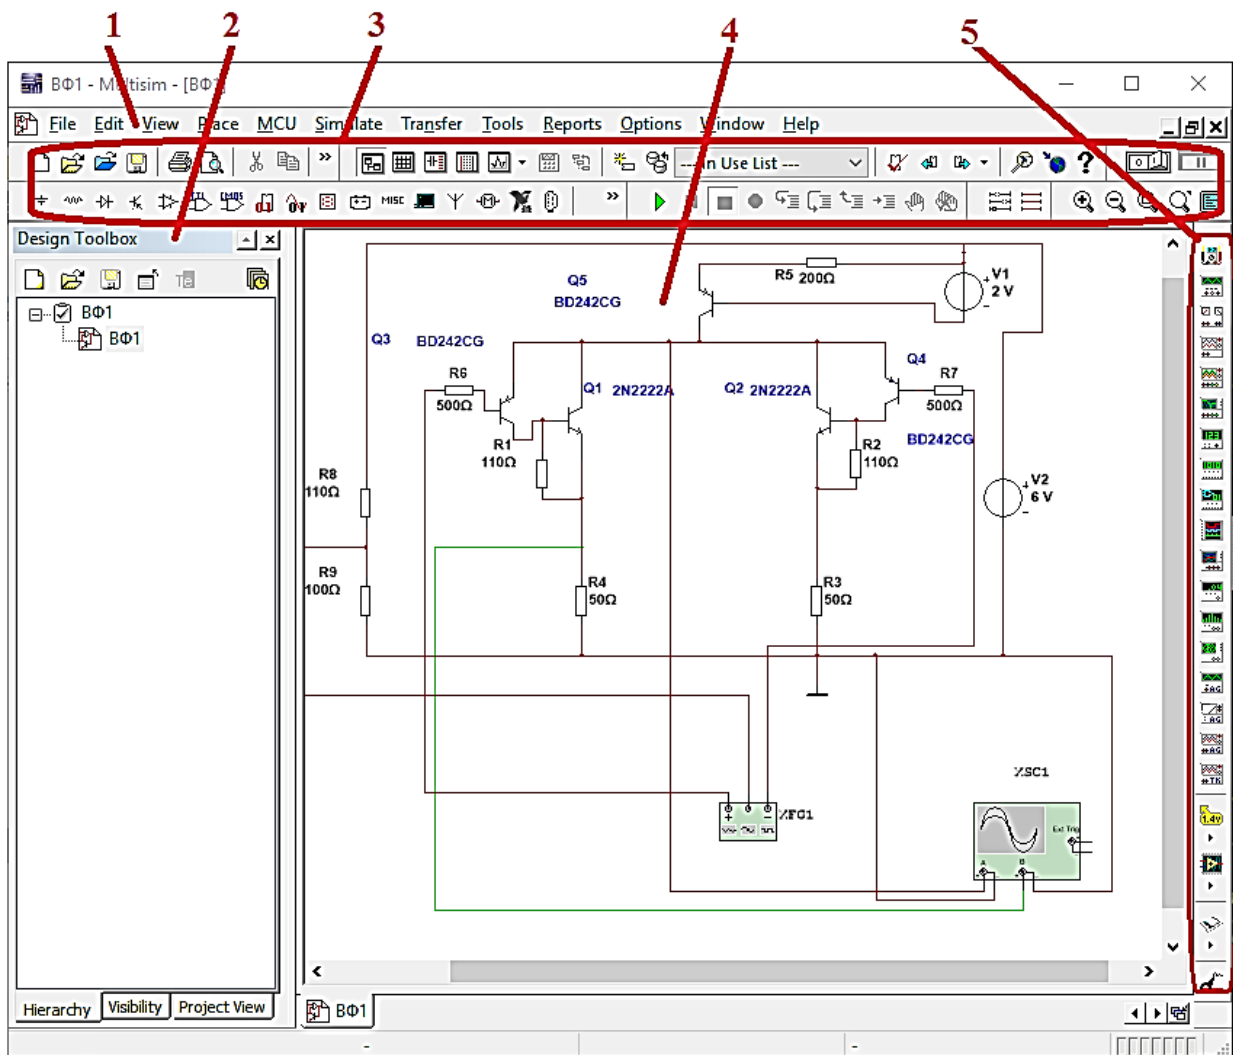 1 2 3 4 5
ВФ1 - Multisim - [ВФ1]
File Edit View Place MCU Simulate Transfer Tools Reports Options Window Help
--- In Use List ---
MISC
Design Toolbox
ВФ1
ВФ1
Q5
BD242CG
R5 200Ω
V1
2 V
Q3 BD242CG
R6
500Ω
Q1 2N2222A
Q2 2N2222A
Q4
R7
500Ω
BD242CG
R1
110Ω
R2
110Ω
R8
110Ω
V2
6 V
R9
100Ω
R4
50Ω
R3
50Ω
XSC1
XFG1
Ext Trig
A B
1.4v
Hierarchy Visibility Project View
ВФ1